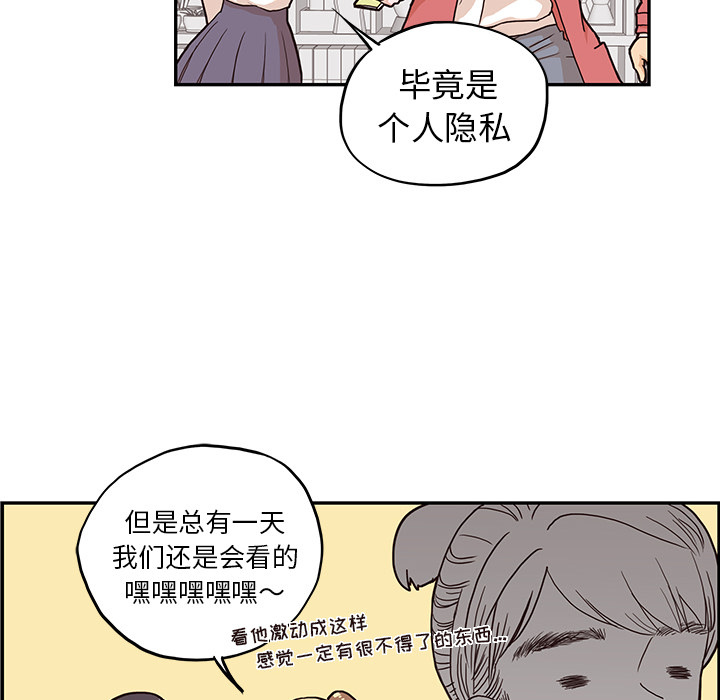 毕竟是
个人隐私
但是总有一天
我们还是会看的
嘿嘿嘿嘿嘿～
看他激动成这样
感觉一定有很不得了的东西...